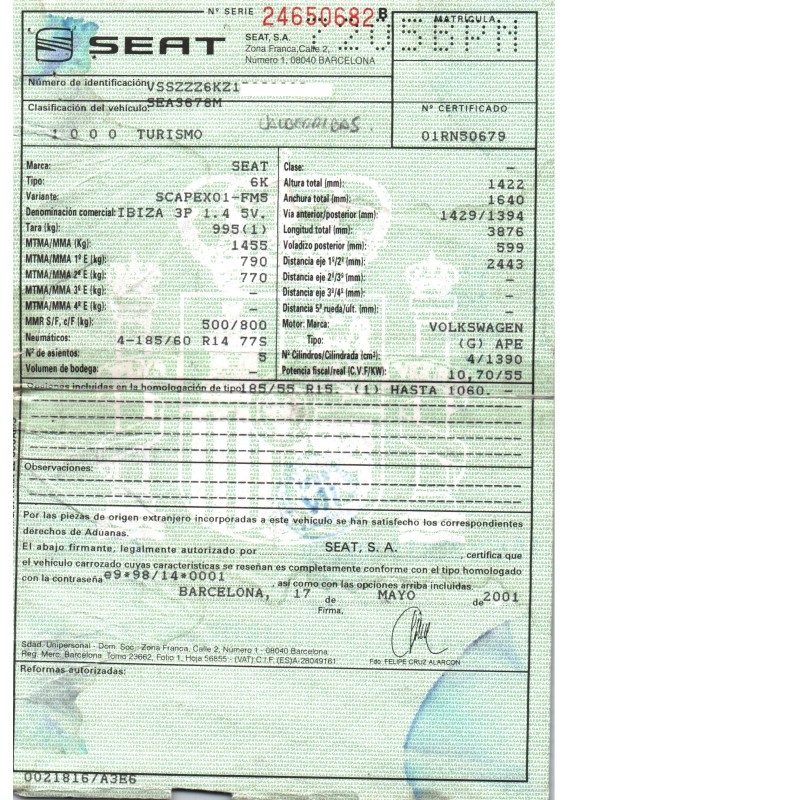 Nº SERIE 24650682 B
SEAT
SEAT, S.A.
Zona Franca, Calle 2,
Número 1, 08040 BARCELONA
MATRÍCULA
Número de identificación VSSZZZ6KZ1
SEA3678M
Clasificación del vehículo:
1 0 0 0 TURISMO
Nº CERTIFICADO
01RN50679
Marca: SEAT
Tipo: 6K
Variante: SCAPEX01-FM5
Denominación comercial: IBIZA 3P 1.4 5V.
Tara (kg): 995(1)
MTMA/MMA (Kg): 1455
MTMA/MMA 1º E (kg): 790
MTMA/MMA 2º E (kg): 770
MTMA/MMA 3º E (kg): –
MTMA/MMA 4º E (kg): –
MMR S/F, c/F (kg): 500/800
Neumáticos: 4-185/60 R14 77S
Nº de asientos: 5
Volumen de bodega: –
Clase: –
Altura total (mm): 1422
Anchura total (mm): 1640
Vía anterior/posterior (mm): 1429/1394
Longitud total (mm): 3876
Voladizo posterior (mm): 599
Distancia eje 1º/2º (mm): 2443
Distancia eje 2º/3º (mm): –
Distancia eje 3º/4º (mm): –
Distancia 5ª rueda/ult. (mm): –
Motor: Marca: VOLKSWAGEN
Tipo: (G) APE
Nº Cilindros/Cilindrada (cm³): 4/1390
Potencia fiscal/real (C.V.F/KW): 10,70/55
Opciones incluidas en la homologación de tipo 185/55 R15. (1) HASTA 1060. –
Observaciones:
Por las piezas de origen extranjero incorporadas a este vehículo se han satisfecho los correspondientes
derechos de Aduanas.
El abajo firmante, legalmente autorizado por SEAT, S. A. , certifica que
el vehículo carrozado cuyas características se reseñan es completamente conforme con el tipo homologado
con la contraseña e9*98/14*0001 , así como con las opciones arriba incluidas.
BARCELONA, 17 de MAYO de 2001
Firma,
Sdad. Unipersonal - Dom. Soc.: Zona Franca, Calle 2, Número 1 - 08040 Barcelona
Reg. Merc. Barcelona: Tomo 23662, Folio 1, Hoja 56855 - (VAT) C.I.F. (ES)A-28049161
Fdo. FELIPE CRUZ ALARCON
Reformas autorizadas:
0021816/A3E6